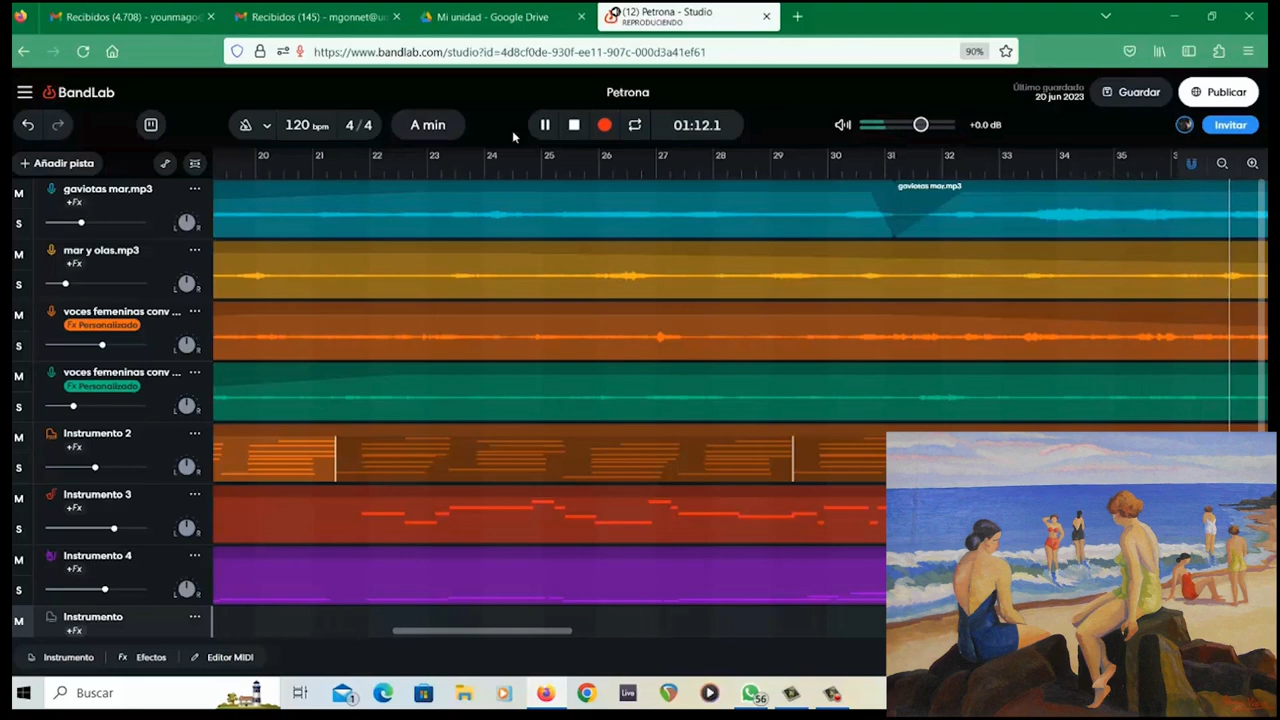 Recibidos (4.708) - younmago
Recibidos (145) - mgonnet@u
Mi unidad - Google Drive
(12) Petrona - Studio
REPRODUCIENDO
https://www.bandlab.com/studio?id=4d8cf0de-930f-ee11-907c-000d3a41ef61
90%
BandLab
Petrona
Último guardado
20 jun 2023
Guardar
Publicar
120 bpm
4/4
A min
01:12.1
+0.0 dB
Invitar
+ Añadir pista
20 21 22 23 24 25 26 27 28 29 30 31 32 33 34 35
M
S
gaviotas mar.mp3
+Fx
L R
gaviotas mar.mp3
M
S
mar y olas.mp3
+Fx
L R
M
S
voces femeninas conv ...
Fx Personalizado
L R
M
S
voces femeninas conv ...
Fx Personalizado
L R
M
S
Instrumento 2
+Fx
L R
M
S
Instrumento 3
+Fx
L R
M
S
Instrumento 4
+Fx
L R
M
Instrumento
+Fx
Instrumento
Fx Efectos
Editor MIDI
Buscar
1
Live
56